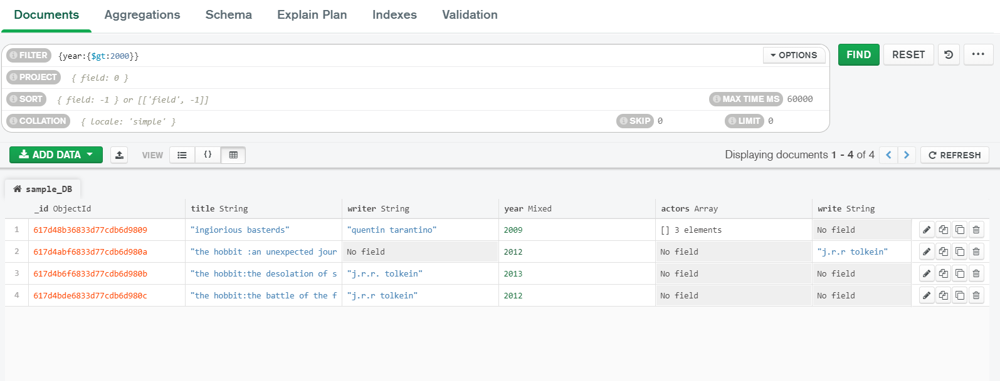 Documents Aggregations Schema Explain Plan Indexes Validation
FILTER {year:{$gt:2000}} OPTIONS FIND RESET ...
PROJECT { field: 0 }
SORT { field: -1 } or [['field', -1]] MAX TIME MS 60000
COLLATION { locale: 'simple' } SKIP 0 LIMIT 0
ADD DATA VIEW {} Displaying documents 1 - 4 of 4 < > REFRESH
sample_DB
_id ObjectId title String writer String year Mixed actors Array write String
1 617d48b36833d77cdb6d9809 "ingiorious basterds" "quentin tarantino" 2009 [] 3 elements No field
2 617d4abf6833d77cdb6d980a "the hobbit :an unexpected jour No field 2012 No field "j.r.r tolkein"
3 617d4b6f6833d77cdb6d980b "the hobbit:the desolation of s "j.r.r. tolkein" 2013 No field No field
4 617d4bde6833d77cdb6d980c "the hobbit:the battle of the f "j.r.r tolkein" 2012 No field No field